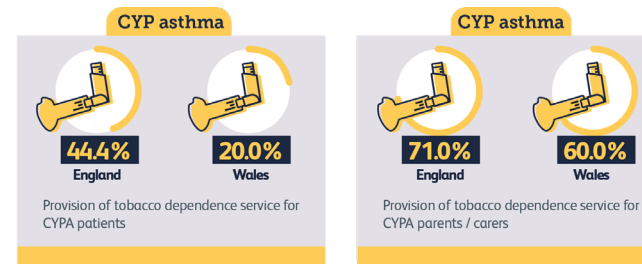 CYP asthma
44.4%
England
20.0%
Wales
Provision of tobacco dependence service for
CYPA patients
CYP asthma
71.0%
England
60.0%
Wales
Provision of tobacco dependence service for
CYPA parents / carers